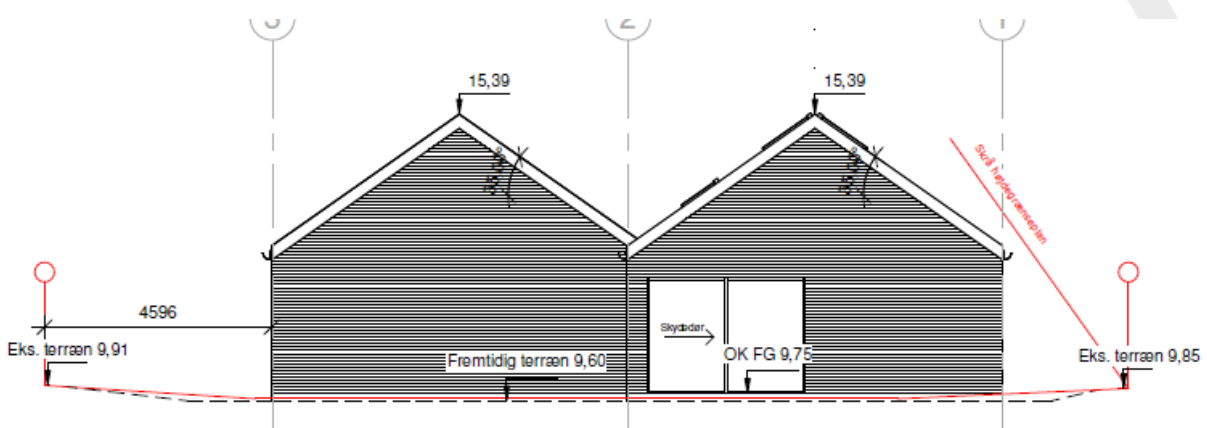 3 2 1
15,39 15,39
Skrå højdegrænseplan
4596
Skydedør
Eks. terræn 9,91
Fremtidig terræn 9,60
OK FG 9,75
Eks. terræn 9,85